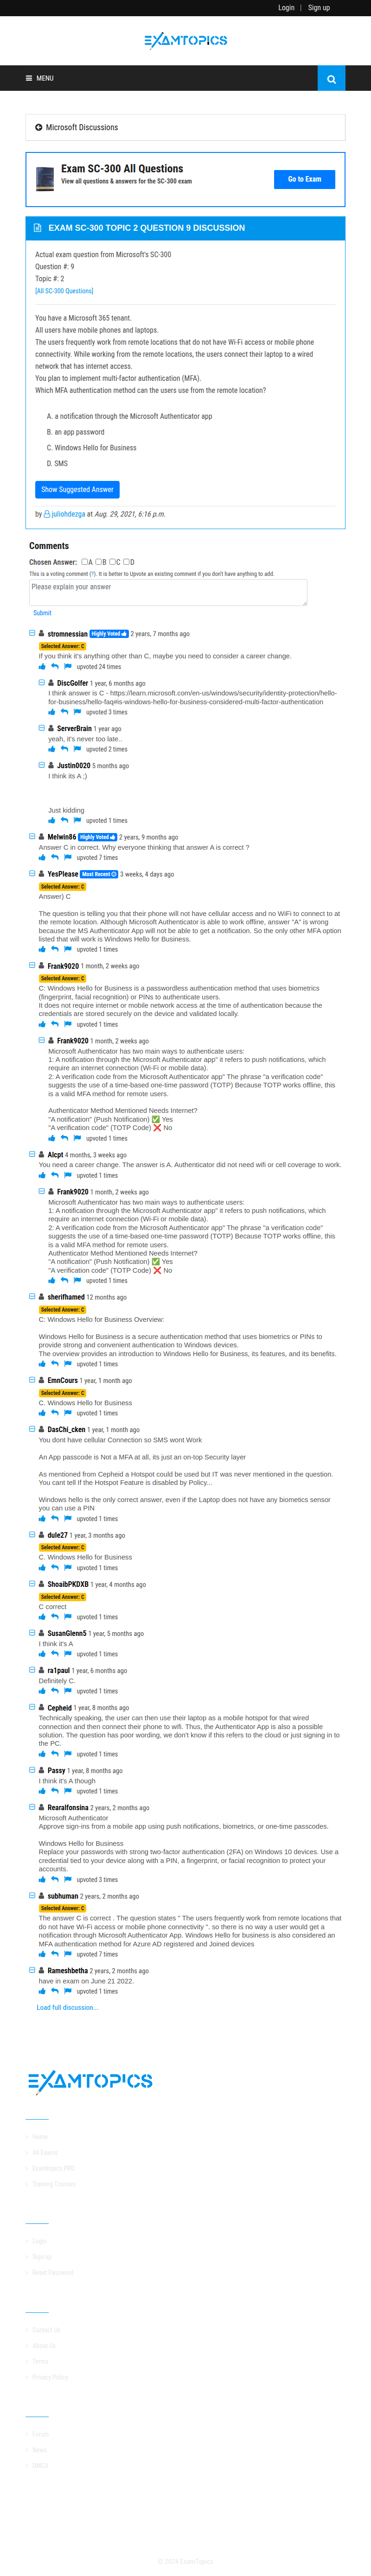 Login | Sign up
EXAMTOPICS
MENU
Microsoft Discussions
Exam SC-300 All Questions
View all questions & answers for the SC-300 exam
Go to Exam
EXAM SC-300 TOPIC 2 QUESTION 9 DISCUSSION
Actual exam question from Microsoft's SC-300
Question #: 9
Topic #: 2
[All SC-300 Questions]
You have a Microsoft 365 tenant.
All users have mobile phones and laptops.
The users frequently work from remote locations that do not have Wi-Fi access or mobile phone
connectivity. While working from the remote locations, the users connect their laptop to a wired
network that has internet access.
You plan to implement multi-factor authentication (MFA).
Which MFA authentication method can the users use from the remote location?
A. a notification through the Microsoft Authenticator app
B. an app password
C. Windows Hello for Business
D. SMS
Show Suggested Answer
by juliohdezga at Aug. 29, 2021, 6:16 p.m.
Comments
Chosen Answer: A B C D
This is a voting comment (?). It is better to Upvote an existing comment if you don't have anything to add.
Please explain your answer
Submit
stromnessian Highly Voted 2 years, 7 months ago
Selected Answer: C
If you think it's anything other than C, maybe you need to consider a career change.
upvoted 24 times
DiscGolfer 1 year, 6 months ago
I think answer is C - https://learn.microsoft.com/en-us/windows/security/identity-protection/hello-
for-business/hello-faq#is-windows-hello-for-business-considered-multi-factor-authentication
upvoted 3 times
ServerBrain 1 year ago
yeah, it's never too late..
upvoted 2 times
Justin0020 5 months ago
I think its A ;)
Just kidding
upvoted 1 times
Melwin86 Highly Voted 2 years, 9 months ago
Answer C in correct. Why everyone thinking that answer A is correct ?
upvoted 7 times
YesPlease Most Recent 3 weeks, 4 days ago
Selected Answer: C
Answer) C
The question is telling you that their phone will not have cellular access and no WiFi to connect to at
the remote location. Although Microsoft Authenticator is able to work offline, answer "A" is wrong
because the MS Authenticator App will not be able to get a notification. So the only other MFA option
listed that will work is Windows Hello for Business.
upvoted 1 times
Frank9020 1 month, 2 weeks ago
Selected Answer: C
C: Windows Hello for Business is a passwordless authentication method that uses biometrics
(fingerprint, facial recognition) or PINs to authenticate users.
It does not require internet or mobile network access at the time of authentication because the
credentials are stored securely on the device and validated locally.
upvoted 1 times
Frank9020 1 month, 2 weeks ago
Microsoft Authenticator has two main ways to authenticate users:
1: A notification through the Microsoft Authenticator app" it refers to push notifications, which
require an internet connection (Wi-Fi or mobile data).
2: A verification code from the Microsoft Authenticator app" The phrase "a verification code"
suggests the use of a time-based one-time password (TOTP) Because TOTP works offline, this
is a valid MFA method for remote users.
Authenticator Method Mentioned Needs Internet?
"A notification" (Push Notification) ✅ Yes
"A verification code" (TOTP Code) ❌ No
upvoted 1 times
Alcpt 4 months, 3 weeks ago
You need a career change. The answer is A. Authenticator did not need wifi or cell coverage to work.
upvoted 1 times
Frank9020 1 month, 2 weeks ago
Microsoft Authenticator has two main ways to authenticate users:
1: A notification through the Microsoft Authenticator app" it refers to push notifications, which
require an internet connection (Wi-Fi or mobile data).
2: A verification code from the Microsoft Authenticator app" The phrase "a verification code"
suggests the use of a time-based one-time password (TOTP) Because TOTP works offline, this
is a valid MFA method for remote users.
Authenticator Method Mentioned Needs Internet?
"A notification" (Push Notification) ✅ Yes
"A verification code" (TOTP Code) ❌ No
upvoted 1 times
sherifhamed 12 months ago
Selected Answer: C
C: Windows Hello for Business Overview:
Windows Hello for Business is a secure authentication method that uses biometrics or PINs to
provide strong and convenient authentication to Windows devices.
The overview provides an introduction to Windows Hello for Business, its features, and its benefits.
upvoted 1 times
EmnCours 1 year, 1 month ago
Selected Answer: C
C. Windows Hello for Business
upvoted 1 times
DasChi_cken 1 year, 1 month ago
You dont have cellular Connection so SMS wont Work
An App passcode is Not a MFA at all, its just an on-top Security layer
As mentioned from Cepheid a Hotspot could be used but IT was never mentioned in the question.
You cant tell If the Hotspot Feature is disabled by Policy...
Windows hello is the only correct answer, even if the Laptop does not have any biometics sensor
you can use a PIN
upvoted 1 times
dule27 1 year, 3 months ago
Selected Answer: C
C. Windows Hello for Business
upvoted 1 times
ShoaibPKDXB 1 year, 4 months ago
Selected Answer: C
C correct
upvoted 1 times
SusanGlenn5 1 year, 5 months ago
I think it's A
upvoted 1 times
ra1paul 1 year, 6 months ago
Definitely C.
upvoted 1 times
Cepheid 1 year, 8 months ago
Technically speaking, the user can then use their laptop as a mobile hotspot for that wired
connection and then connect their phone to wifi. Thus, the Authenticator App is also a possible
solution. The question has poor wording, we don't know if this refers to the cloud or just signing in to
the PC.
upvoted 1 times
Passy 1 year, 8 months ago
I think it's A though
upvoted 1 times
Rearalfonsina 2 years, 2 months ago
Microsoft Authenticator
Approve sign-ins from a mobile app using push notifications, biometrics, or one-time passcodes.
Windows Hello for Business
Replace your passwords with strong two-factor authentication (2FA) on Windows 10 devices. Use a
credential tied to your device along with a PIN, a fingerprint, or facial recognition to protect your
accounts.
upvoted 3 times
subhuman 2 years, 2 months ago
Selected Answer: C
The answer C is correct . The question states " The users frequently work from remote locations that
do not have Wi-Fi access or mobile phone connectivity ". so there is no way a user would get a
notification through Microsoft Authenticator App. Windows Hello for business is also considered an
MFA authentication method for Azure AD registered and Joined devices
upvoted 7 times
Rameshbetha 2 years, 2 months ago
have in exam on June 21 2022.
upvoted 1 times
Load full discussion...
EXAMTOPICS
Home
All Exams
Examtopics PRO
Training Courses
Login
Sign up
Reset Password
Contact us
About Us
Terms
Privacy Policy
Forum
News
DMCA
© 2024 ExamTopics